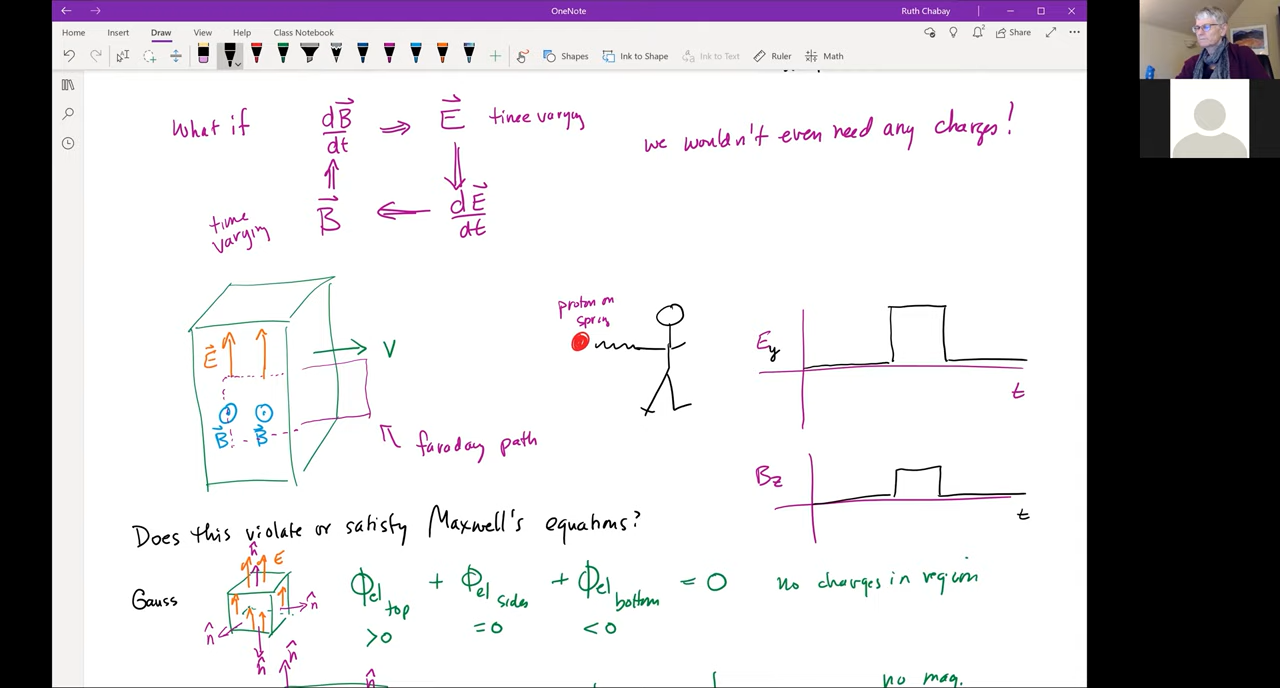 OneNote
Ruth Chabay
Home Insert Draw View Help Class Notebook
Share
Shapes Ink to Shape Ink to Text Ruler Math
What if dB/dt ⇒ E time varying
we wouldn't even need any charges!
time varying B ⇐ dE/dt
proton on
spring
E
V
B B
faraday path
Ey
t
Bz
t
Does this violate or satisfy Maxwell's equations?
Gauss
n̂ E
n̂
n̂
n̂
Φel top + Φel sides + Φel bottom = 0 no charges in region
>0 =0 <0
n̂ n̂
no mag.